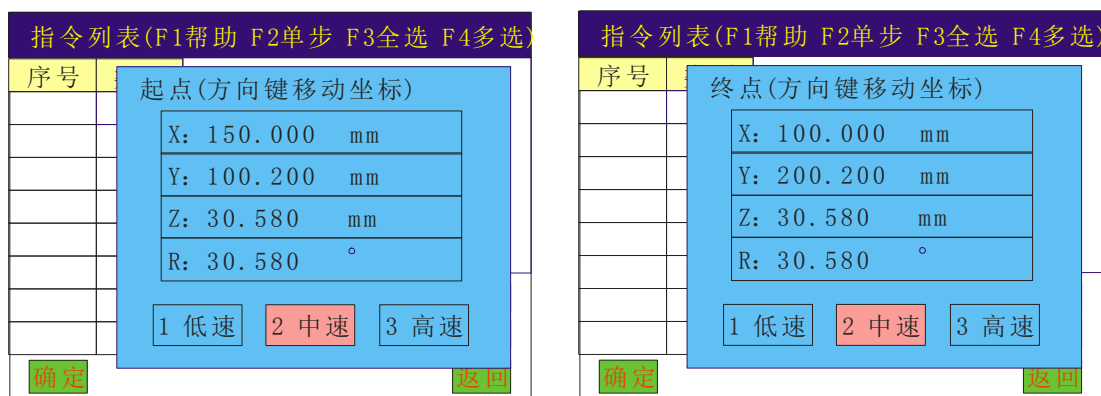 指令列表(F1帮助 F2单步 F3全选 F4多选)
序号
起点(方向键移动坐标)
X: 150.000 mm
Y: 100.200 mm
Z: 30.580 mm
R: 30.580 °
1 低速 2 中速 3 高速
确定 返回
指令列表(F1帮助 F2单步 F3全选 F4多选)
序号
终点(方向键移动坐标)
X: 100.000 mm
Y: 200.200 mm
Z: 30.580 mm
R: 30.580 °
1 低速 2 中速 3 高速
确定 返回